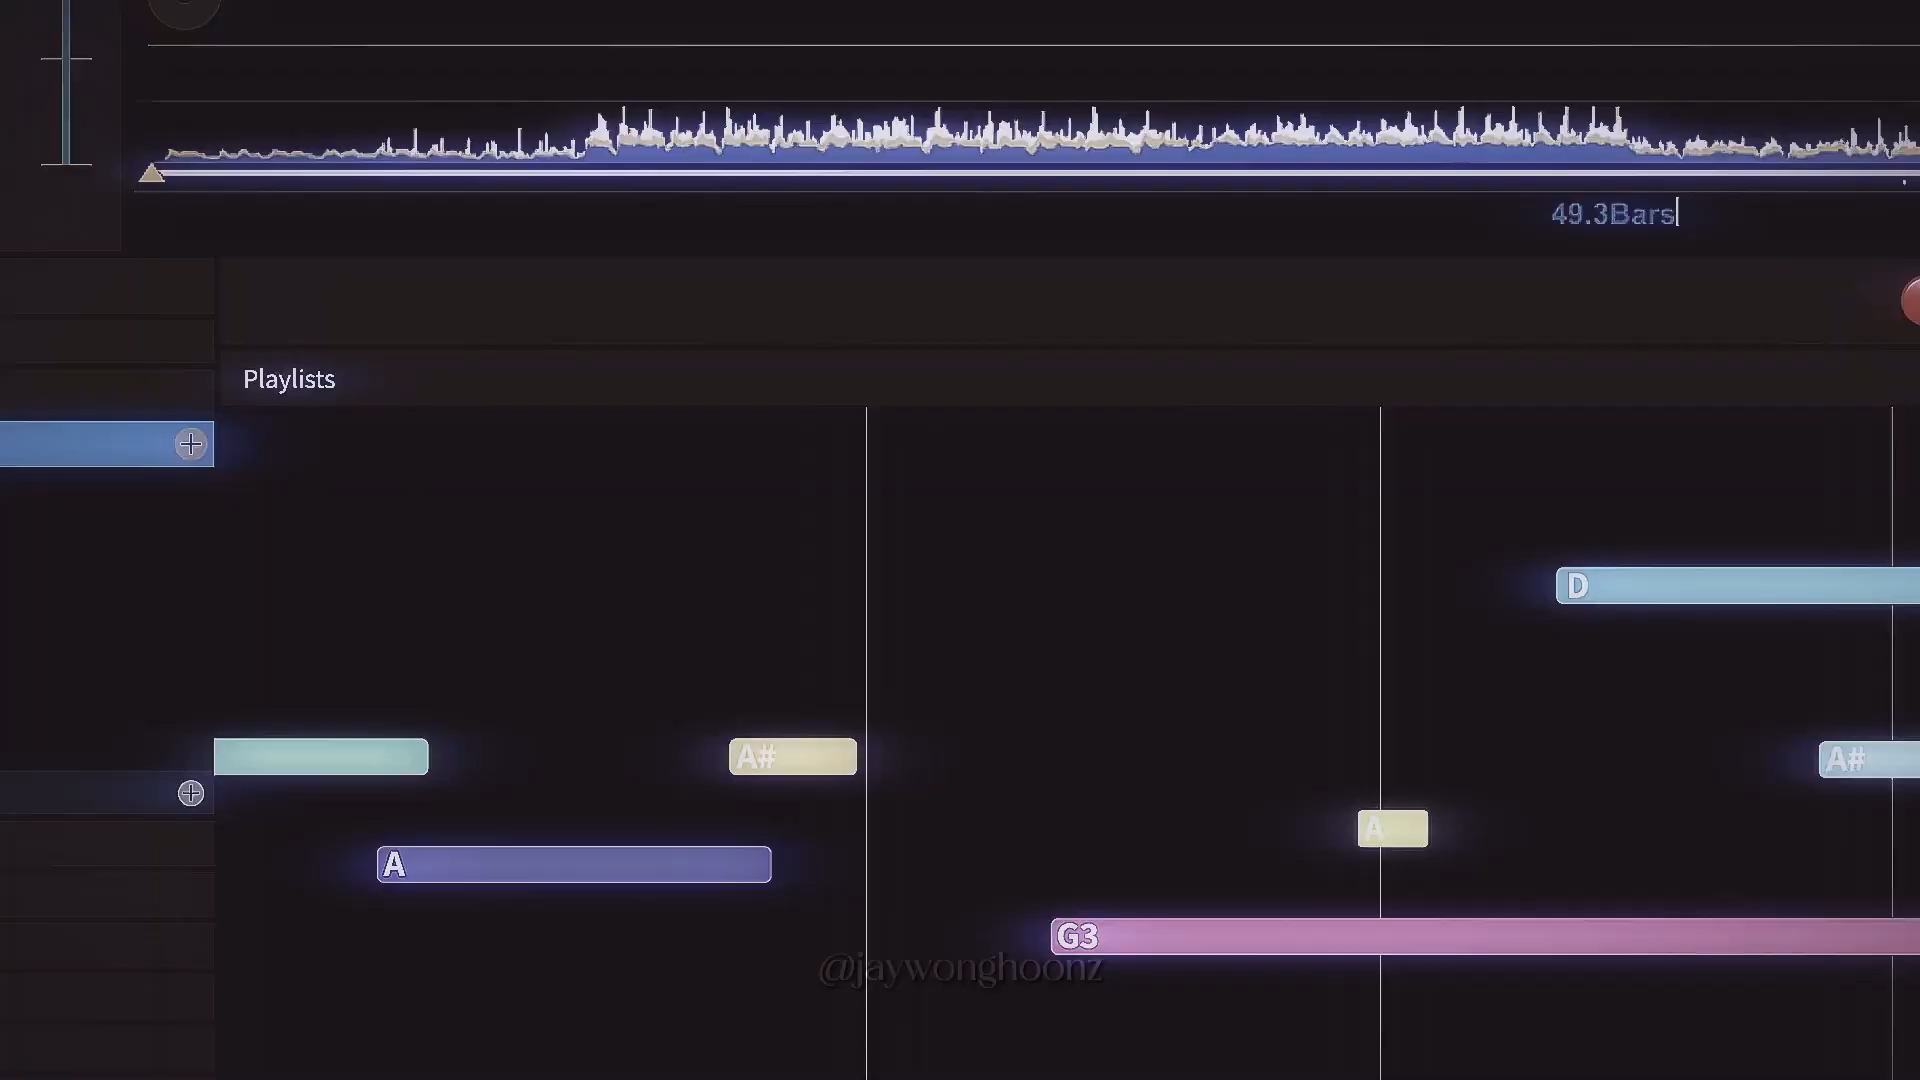 49.3Bars
Playlists
D
A#
A#
A
A
G3
@jaywonghoonz